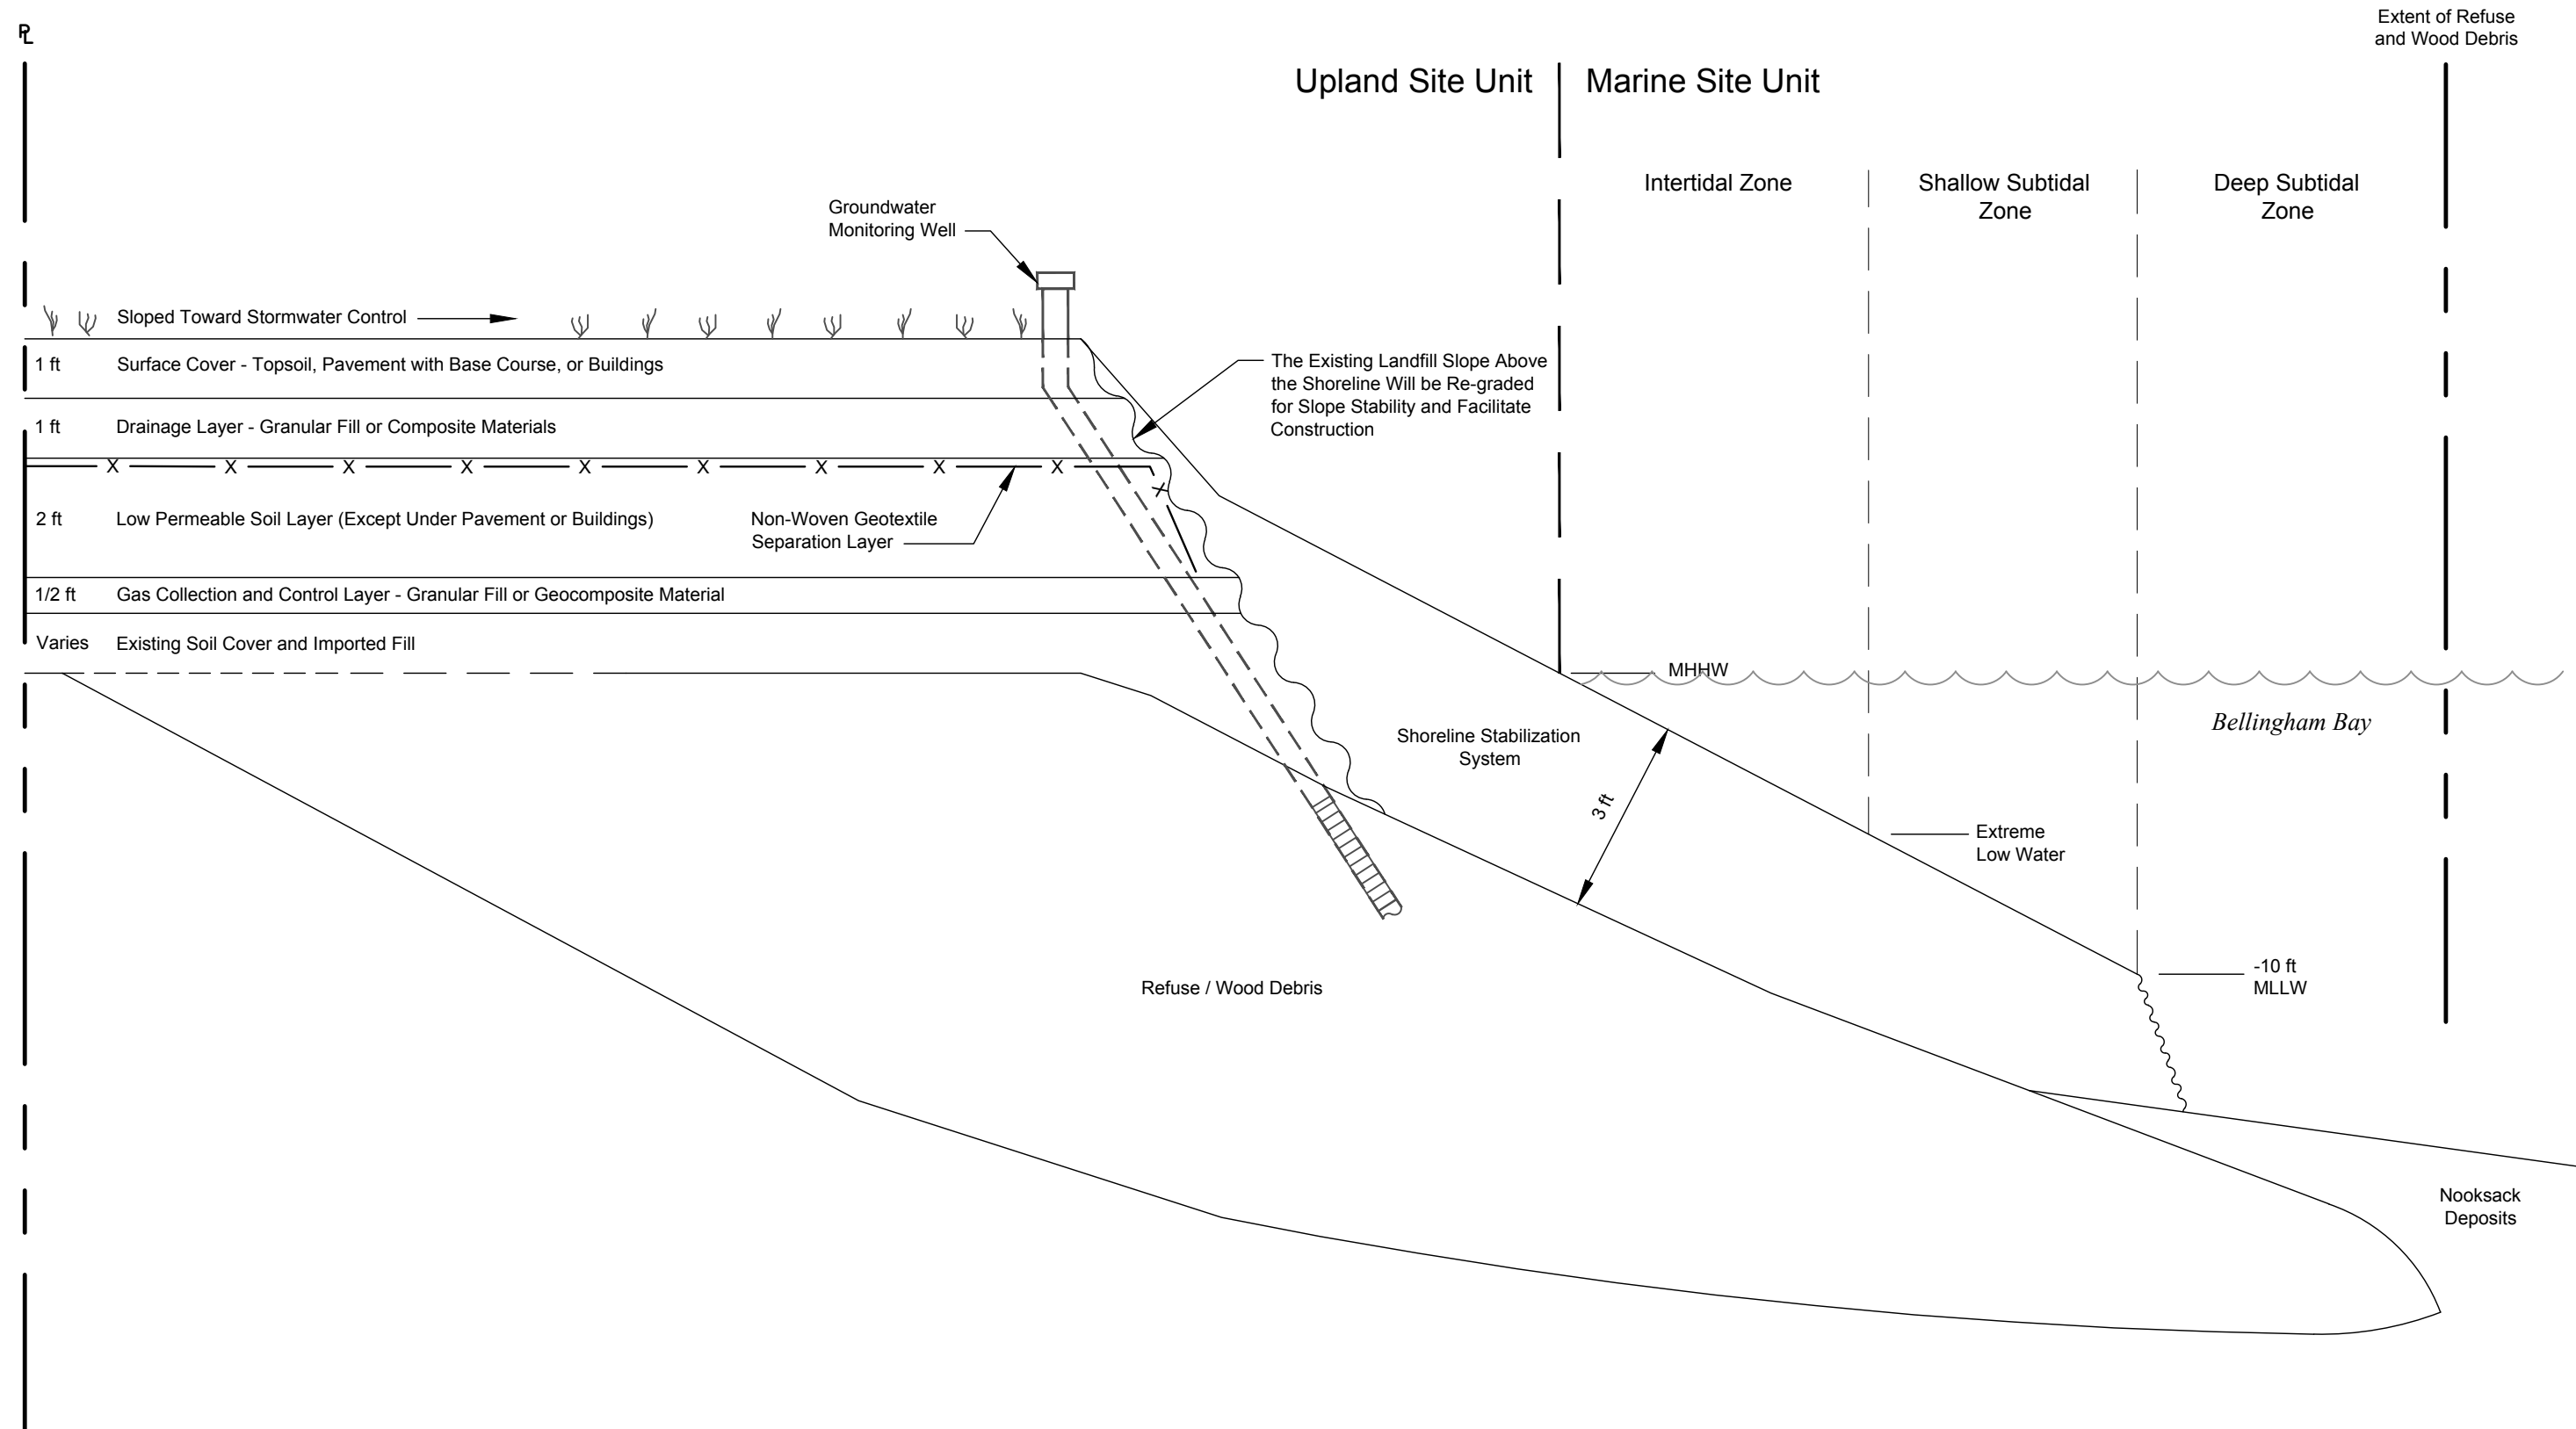 Extent of Refuse
and Wood Debris
PL
Upland Site Unit
Marine Site Unit
Intertidal Zone
Shallow Subtidal
Zone
Deep Subtidal
Zone
Groundwater
Monitoring Well
Sloped Toward Stormwater Control
1 ft
Surface Cover - Topsoil, Pavement with Base Course, or Buildings
The Existing Landfill Slope Above
the Shoreline Will be Re-graded
for Slope Stability and Facilitate
Construction
1 ft
Drainage Layer - Granular Fill or Composite Materials
X X X X X X X X X X
2 ft
Low Permeable Soil Layer (Except Under Pavement or Buildings)
Non-Woven Geotextile
Separation Layer
1/2 ft
Gas Collection and Control Layer - Granular Fill or Geocomposite Material
Varies
Existing Soil Cover and Imported Fill
MHHW
Bellingham Bay
Shoreline Stabilization
System
3 ft
Extreme
Low Water
-10 ft
MLLW
Refuse / Wood Debris
Nooksack
Deposits